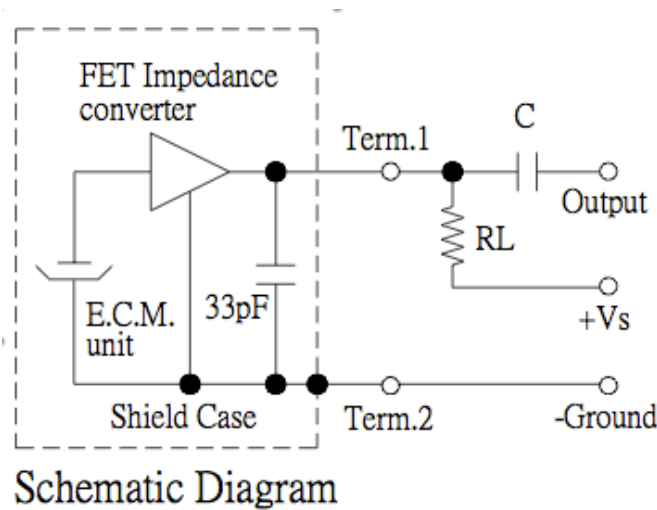 FET Impedance
converter
Term.1
C
Output
RL
+Vs
E.C.M.
unit
33pF
Shield Case
Term.2
-Ground
Schematic Diagram